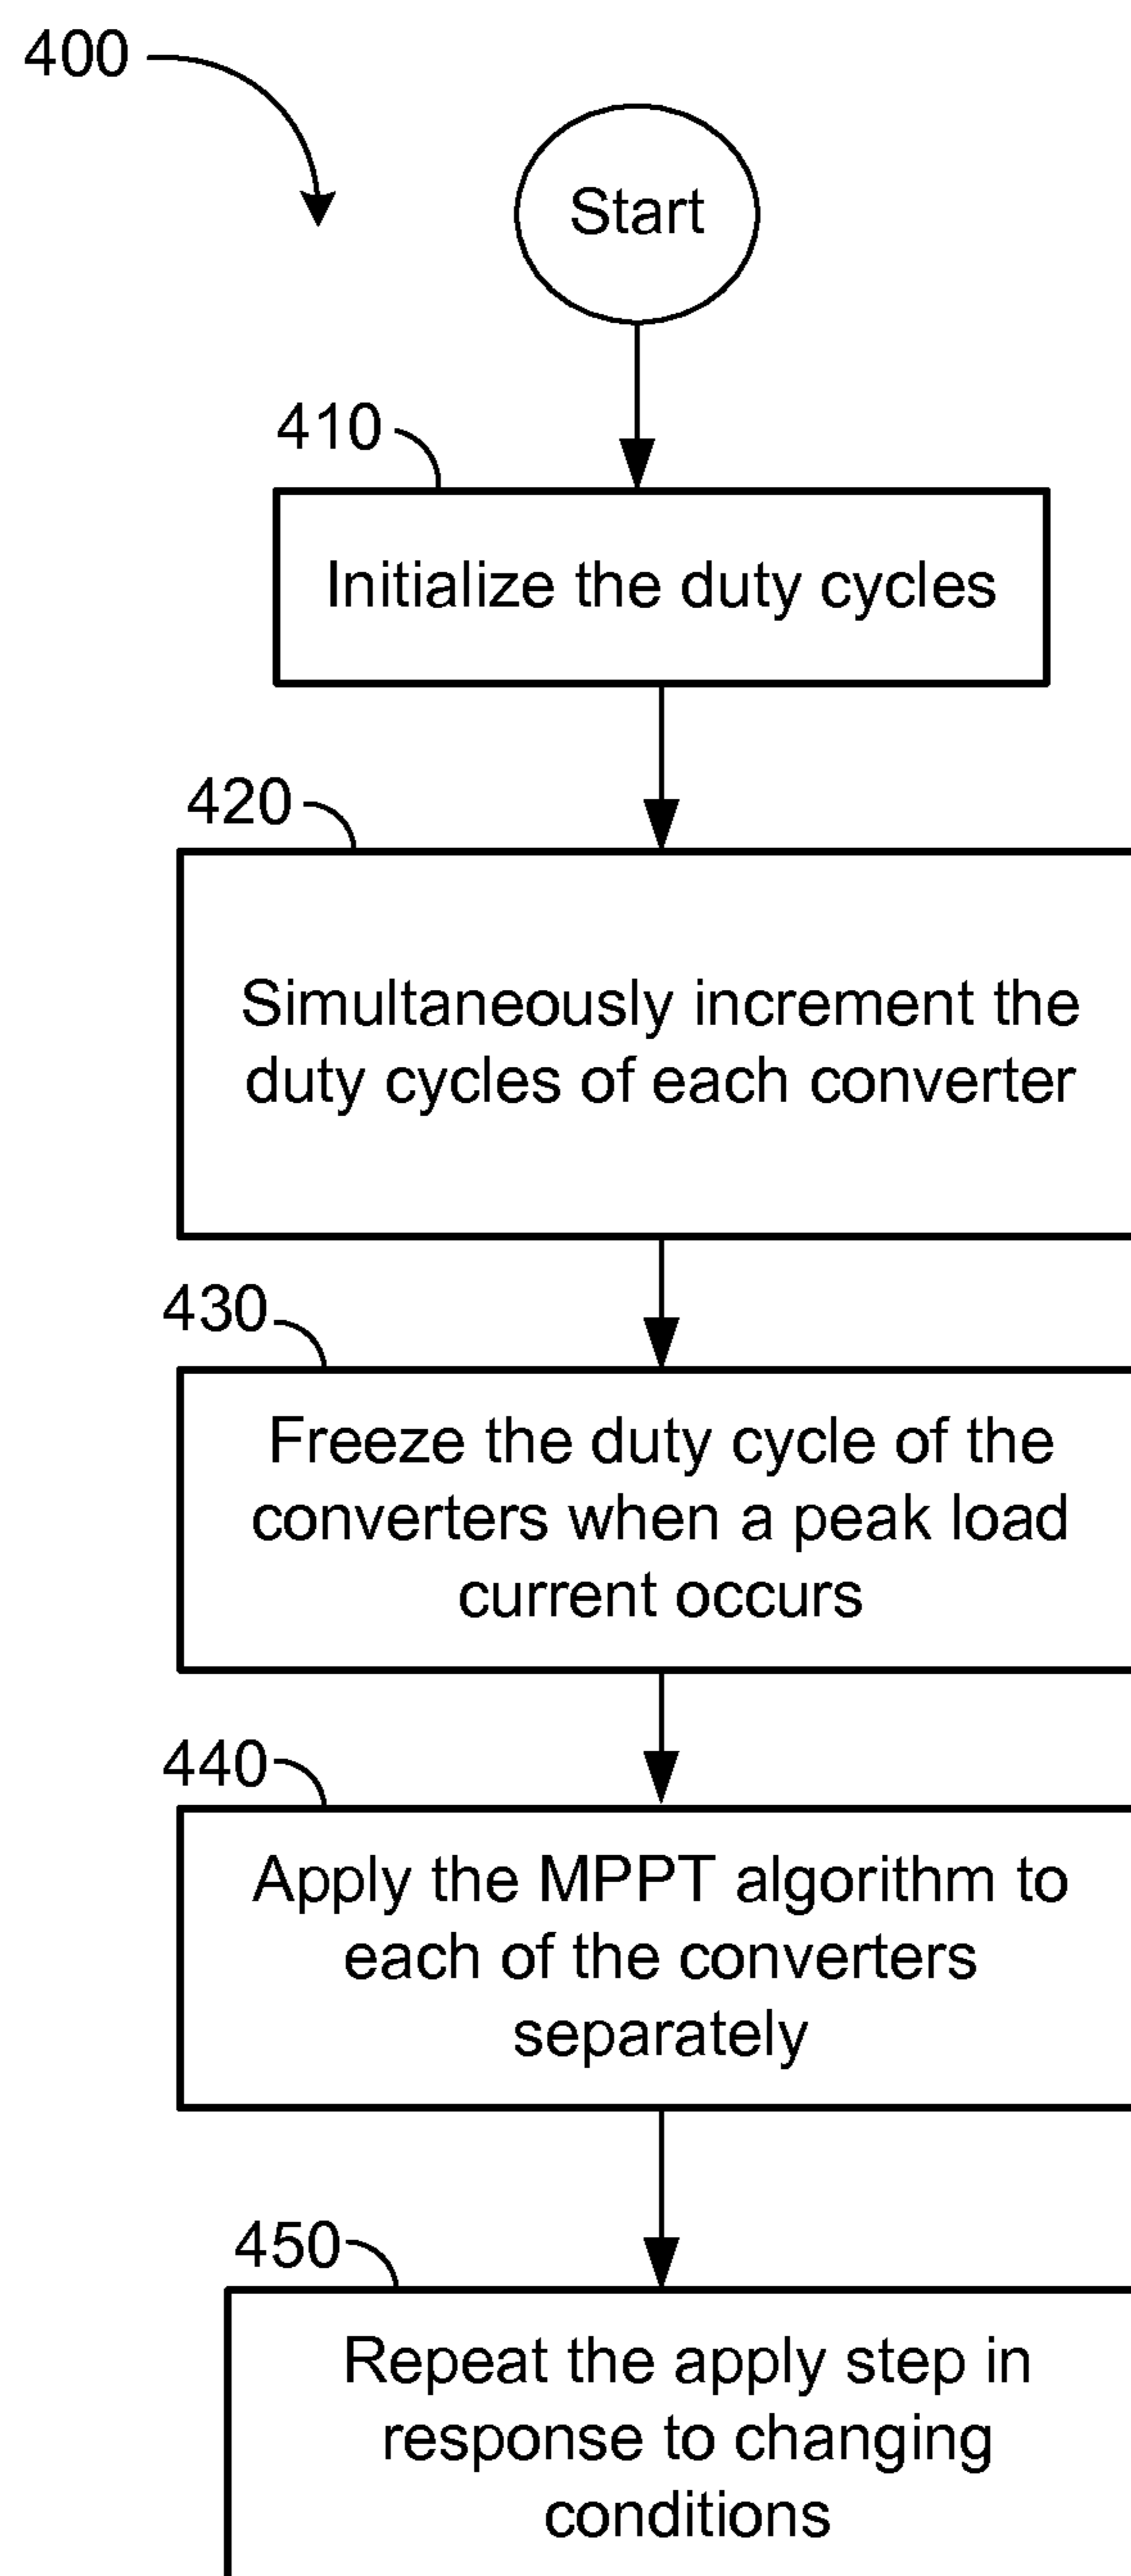 400
Start
410
Initialize the duty cycles
420
Simultaneously increment the
duty cycles of each converter
430
Freeze the duty cycle of the
converters when a peak load
current occurs
440
Apply the MPPT algorithm to
each of the converters
separately
450
Repeat the apply step in
response to changing
conditions